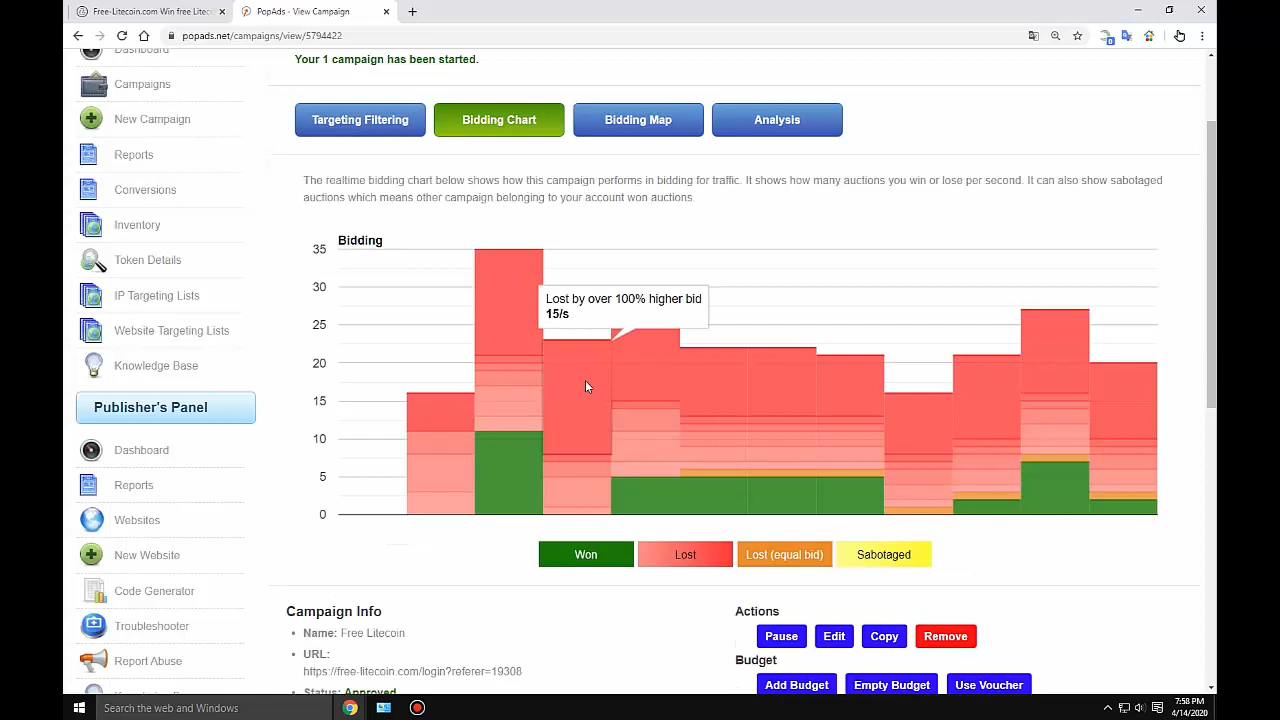 Free-Litecoin.com Win free Litec
PopAds - View Campaign
popads.net/campaigns/view/5794422
0
Dashboard
Campaigns
New Campaign
Reports
Conversions
Inventory
Token Details
IP Targeting Lists
Website Targeting Lists
Knowledge Base
Publisher's Panel
Dashboard
Reports
Websites
New Website
Code Generator
Troubleshooter
Report Abuse
Your 1 campaign has been started.
Targeting Filtering
Bidding Chart
Bidding Map
Analysis
The realtime bidding chart below shows how this campaign performs in bidding for traffic. It shows how many auctions you win or lose per second. It can also show sabotaged
auctions which means other campaign belonging to your account won auctions.
Bidding
35
30
25
20
15
10
5
0
Lost by over 100% higher bid
15/s
Won
Lost
Lost (equal bid)
Sabotaged
Campaign Info
Name: Free Litecoin
URL:
https://free-litecoin.com/login?referer=19308
Status: Approved
Actions
Pause
Edit
Copy
Remove
Budget
Add Budget
Empty Budget
Use Voucher
Search the web and Windows
7:58 PM
4/14/2020